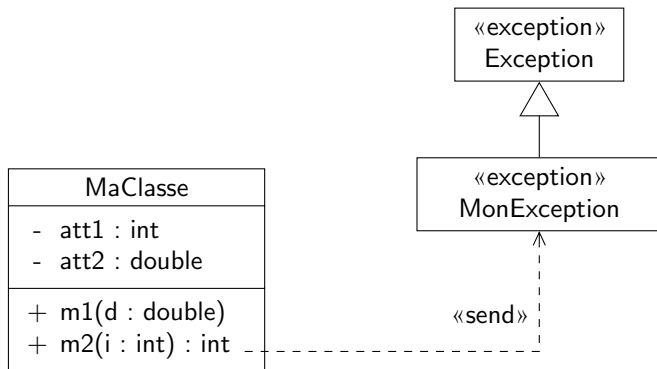 «exception»
Exception
«exception»
MonException
MaClasse
- att1 : int
- att2 : double
+ m1(d : double)
+ m2(i : int) : int
«send»